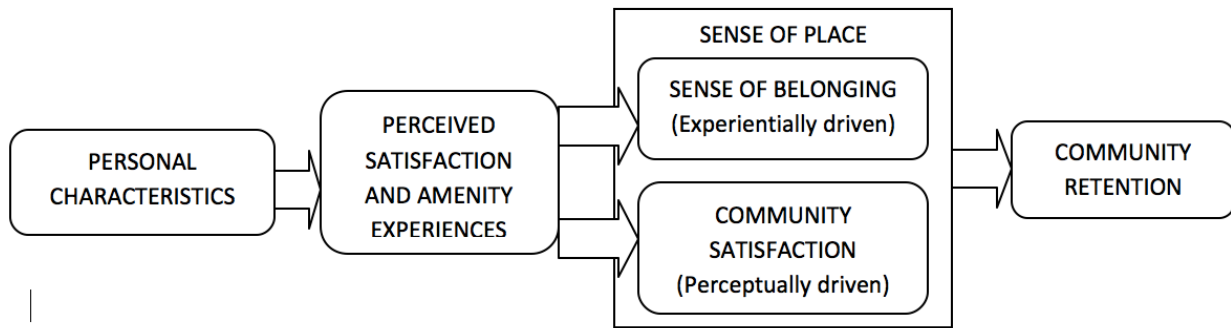 PERSONAL
CHARACTERISTICS
PERCEIVED
SATISFACTION
AND AMENITY
EXPERIENCES
SENSE OF PLACE
SENSE OF BELONGING
(Experientially driven)
COMMUNITY
SATISFACTION
(Perceptually driven)
COMMUNITY
RETENTION